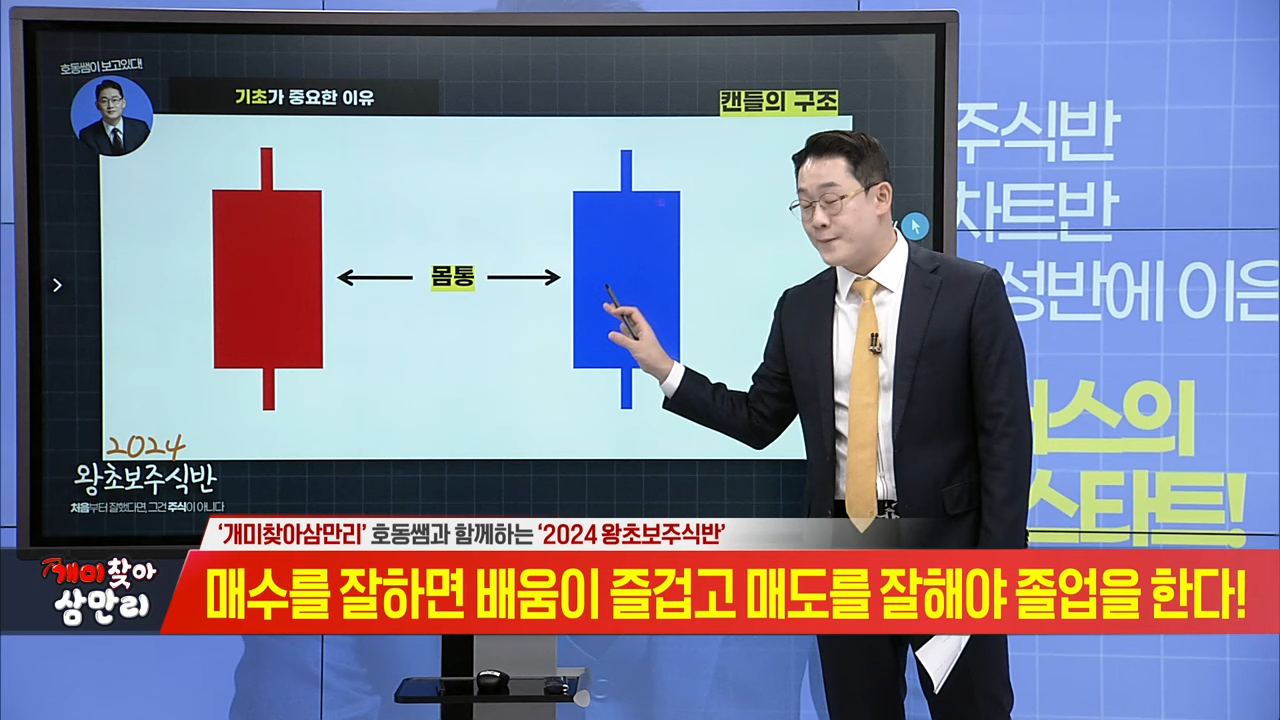 호동쌤이 보고있다!
기초가 중요한 이유
캔들의 구조
몸통
2024
왕초보주식반
처음부터 잘했다면, 그건 주식이 아니다
주식반
차트반
성반에 이은
스의
스타트!
'개미찾아삼만리' 호동쌤과 함께하는 '2024 왕초보주식반'
개미찾아
삼만리
매수를 잘하면 배움이 즐겁고 매도를 잘해야 졸업을 한다!